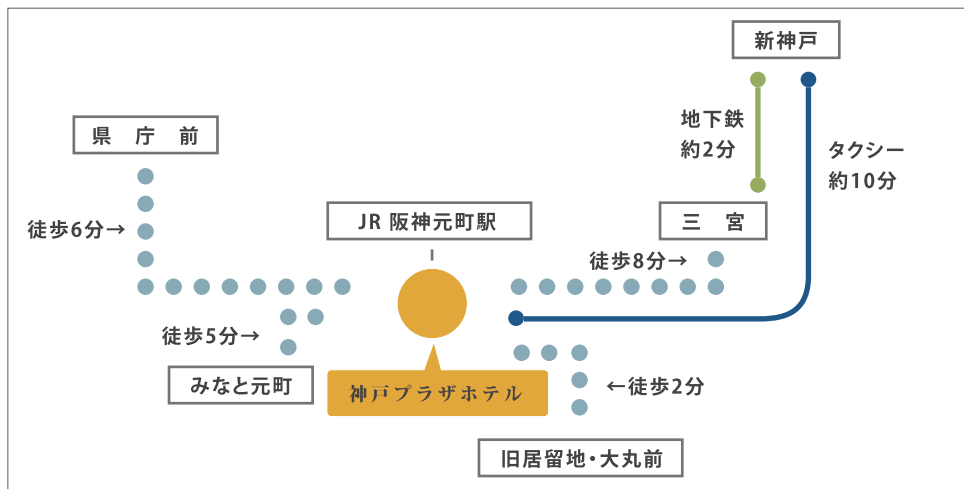 新神戸
地下鉄
約2分
タクシー
約10分
県 庁 前
徒歩6分→
JR 阪神元町駅
三 宮
徒歩8分→
徒歩5分→
みなと元町
神戸プラザホテル
←徒歩2分
旧居留地・大丸前